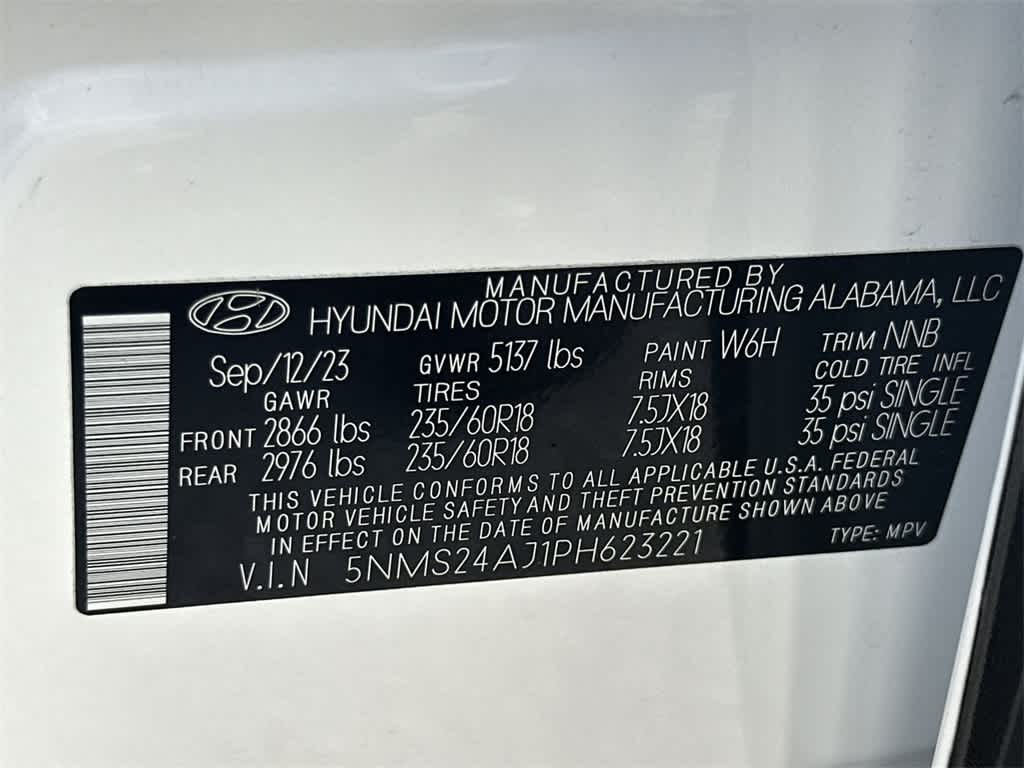 MANUFACTURED BY
HYUNDAI MOTOR MANUFACTURING ALABAMA, LLC
Sep/12/23 GVWR 5137 lbs PAINT W6H TRIM NNB
GAWR TIRES RIMS COLD TIRE INFL
FRONT 2866 lbs 235/60R18 7.5JX18 35 psi SINGLE
REAR 2976 lbs 235/60R18 7.5JX18 35 psi SINGLE
THIS VEHICLE CONFORMS TO ALL APPLICABLE U.S.A. FEDERAL
MOTOR VEHICLE SAFETY AND THEFT PREVENTION STANDARDS
IN EFFECT ON THE DATE OF MANUFACTURE SHOWN ABOVE
V.I.N 5NMS24AJ1PH623221 TYPE: MPV